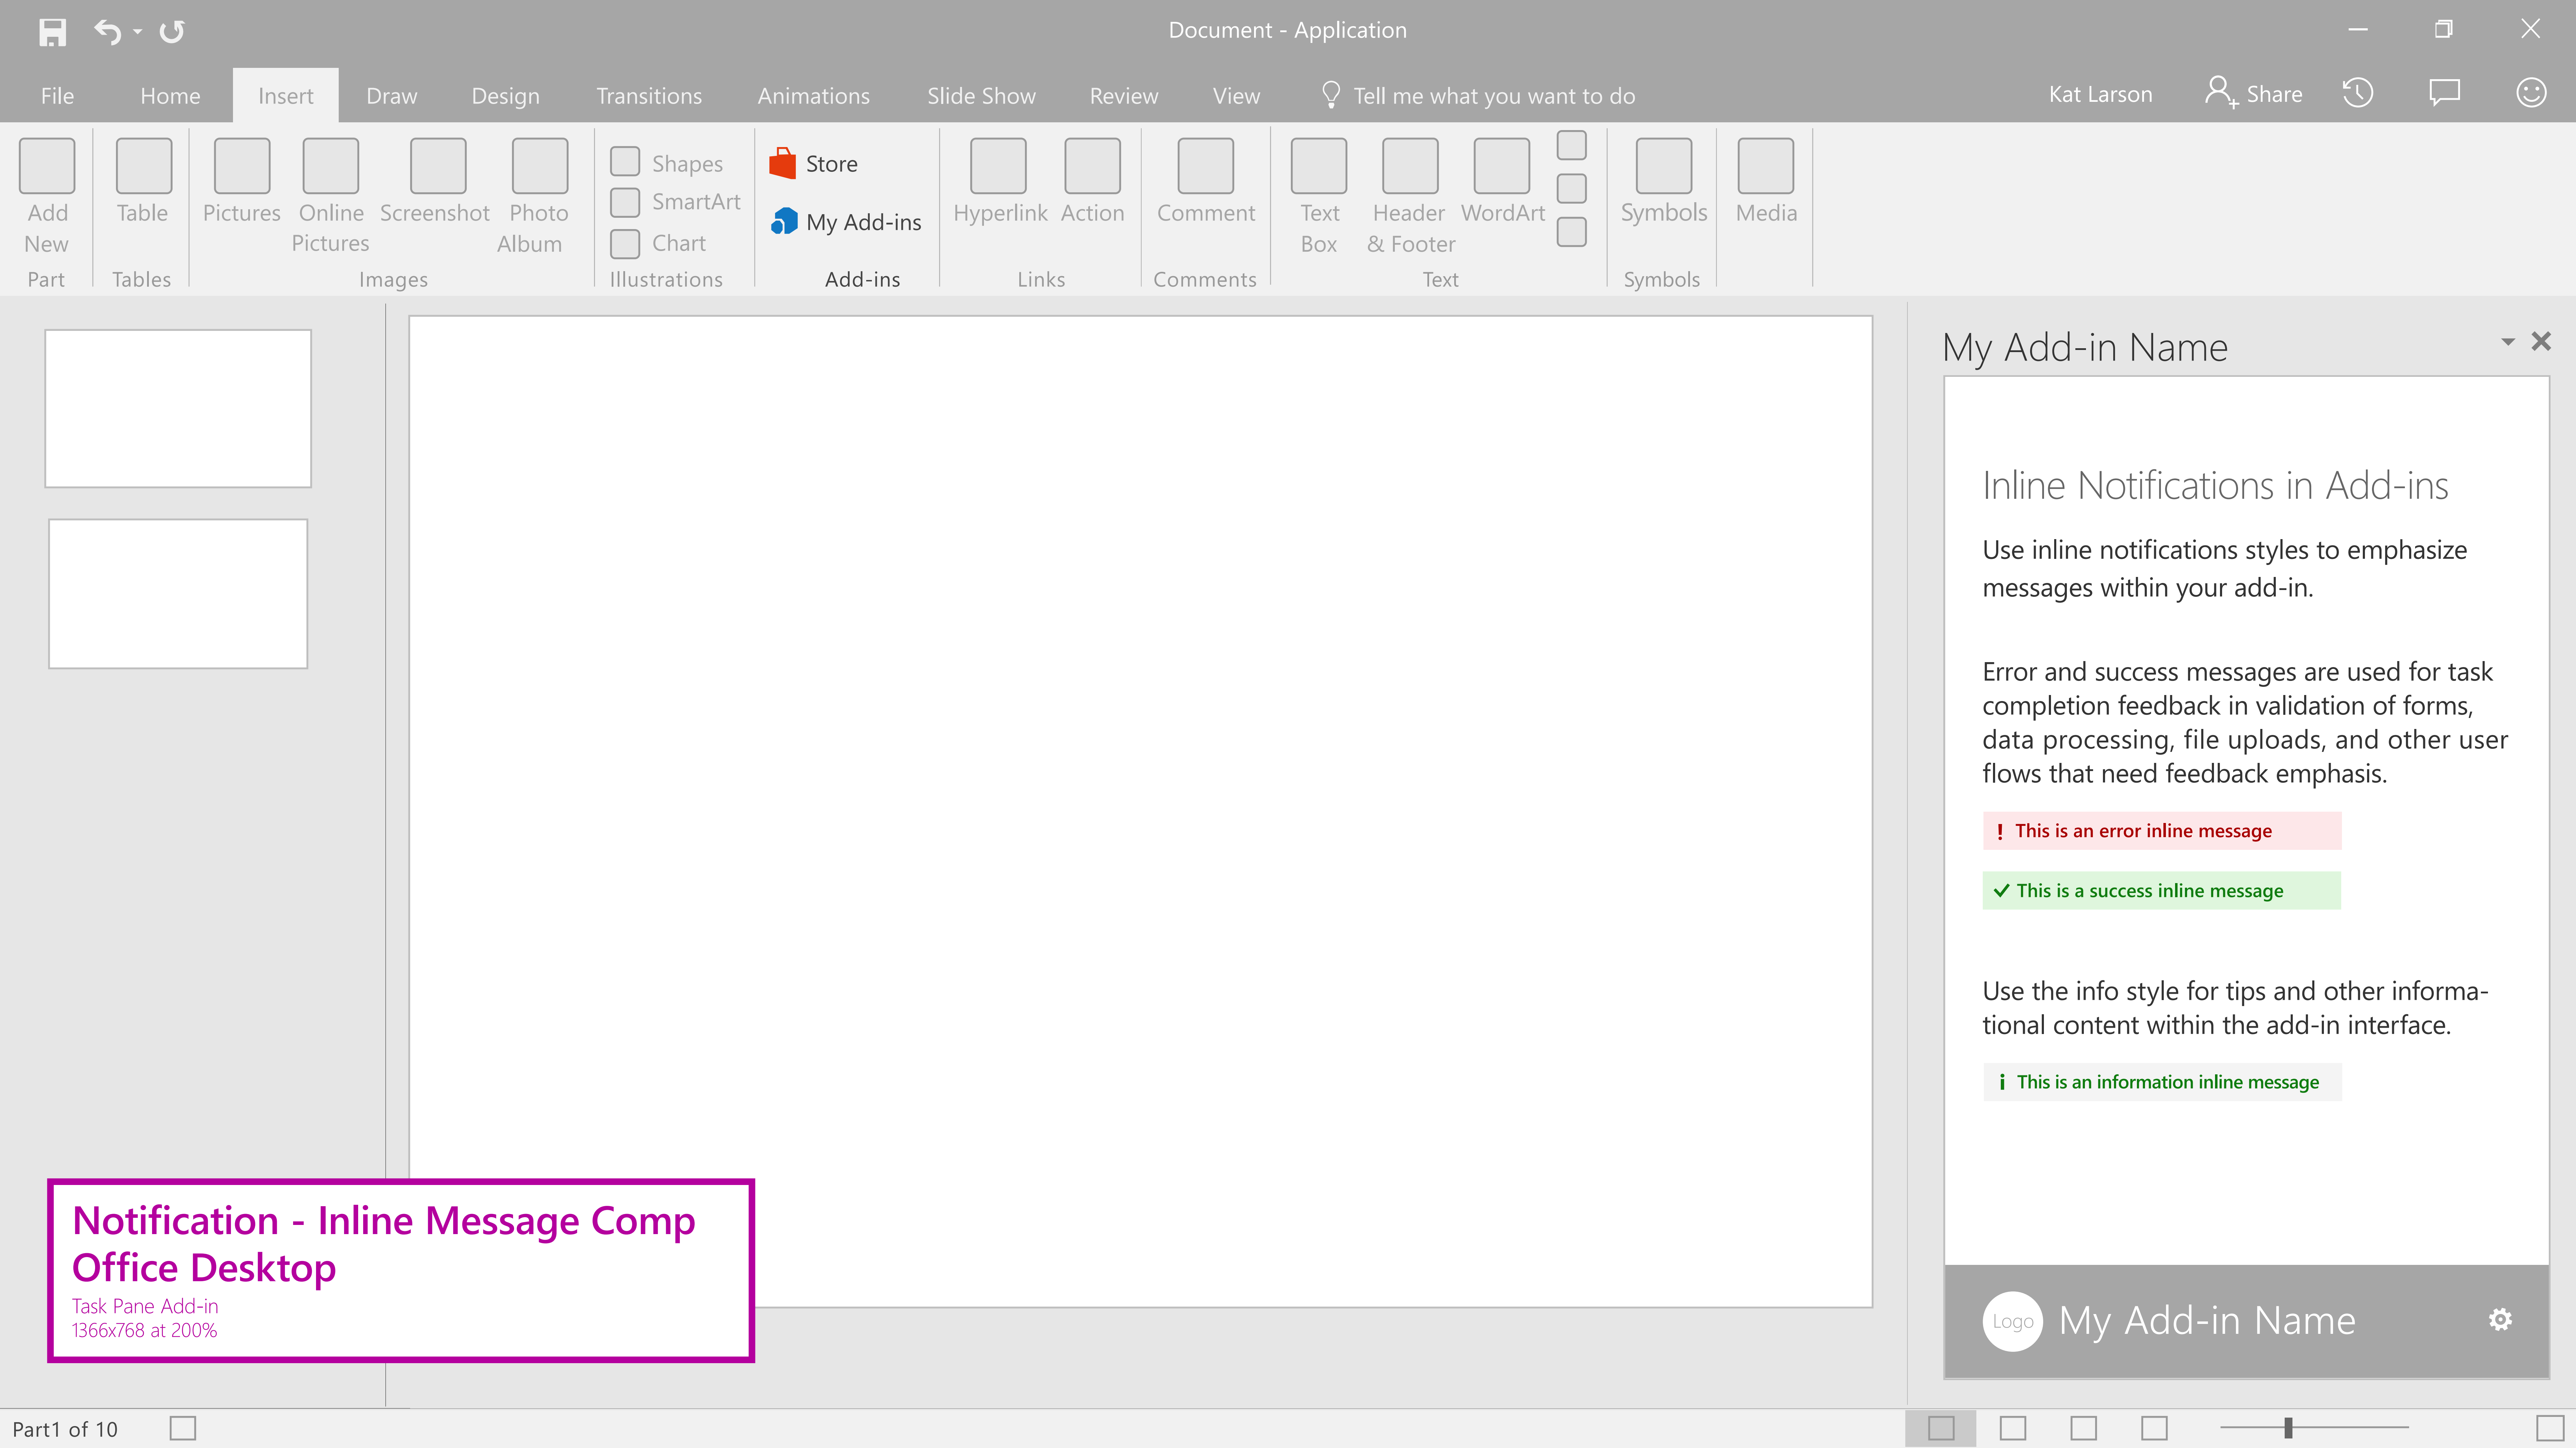 Document - Application
File Home Insert Draw Design Transitions Animations Slide Show Review View Tell me what you want to do Kat Larson Share
Add New
Table
Pictures
Online Pictures
Screenshot
Photo Album
Shapes
SmartArt
Chart
Store
My Add-ins
Hyperlink
Action
Comment
Text Box
Header & Footer
WordArt
Symbols
Media
Part Tables Images Illustrations Add-ins Links Comments Text Symbols
My Add-in Name
Inline Notifications in Add-ins
Use inline notifications styles to emphasize
messages within your add-in.
Error and success messages are used for task
completion feedback in validation of forms,
data processing, file uploads, and other user
flows that need feedback emphasis.
! This is an error inline message
This is a success inline message
Use the info style for tips and other informa-
tional content within the add-in interface.
i This is an information inline message
Logo My Add-in Name
Notification - Inline Message Comp
Office Desktop
Task Pane Add-in
1366x768 at 200%
Part1 of 10